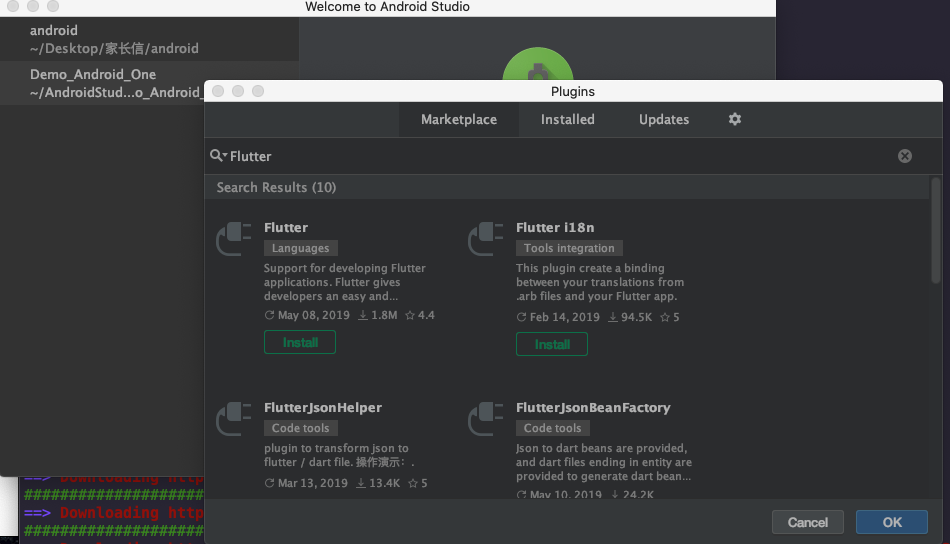 Welcome to Android Studio
android
~/Desktop/家长信/android
Demo_Android_One
~/AndroidStud...o_Android_
Plugins
Marketplace
Installed
Updates
Flutter
Search Results (10)
Flutter
Languages
Support for developing Flutter
applications. Flutter gives
developers an easy and...
May 08, 2019 1.8M 4.4
Install
Flutter i18n
Tools integration
This plugin create a binding
between your translations from
.arb files and your Flutter app.
Feb 14, 2019 94.5K 5
Install
FlutterJsonHelper
Code tools
plugin to transform json to
flutter / dart file. 操作演示：.
Mar 13, 2019 13.4K 5
FlutterJsonBeanFactory
Code tools
Json to dart beans are provided,
and dart files ending in entity are
provided to generate dart bean...
May 10, 2019 24.2K
Cancel
OK
==> Downloading http
######################
==> Downloading http
######################